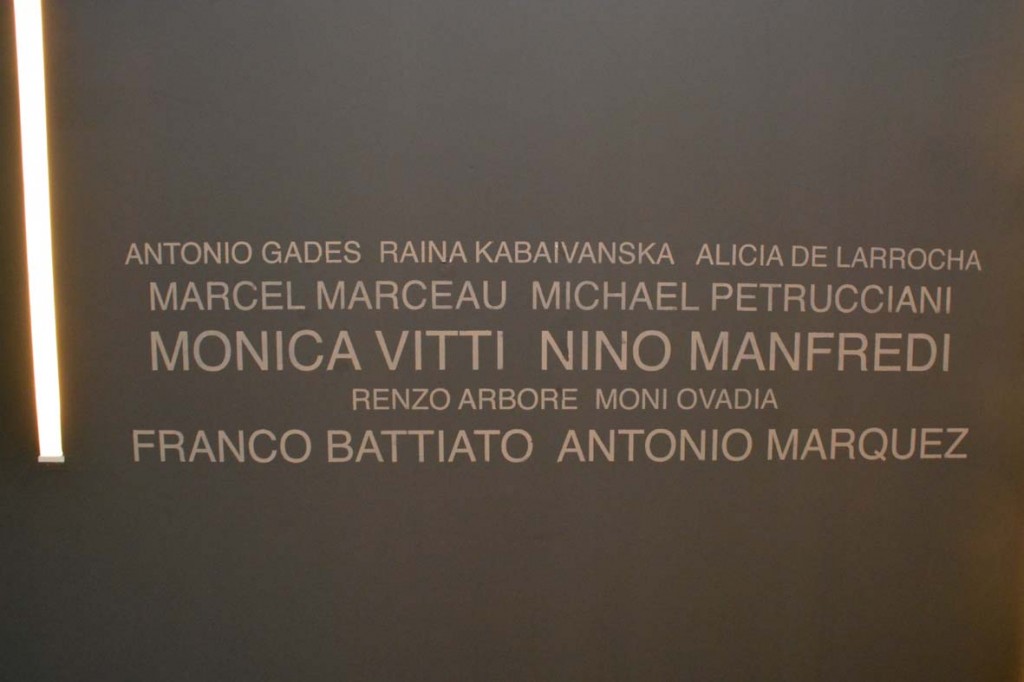 ANTONIO GADES RAINA KABAIVANSKA ALICIA DE LARROCHA
MARCEL MARCEAU MICHAEL PETRUCCIANI
MONICA VITTI NINO MANFREDI
RENZO ARBORE MONI OVADIA
FRANCO BATTIATO ANTONIO MARQUEZ